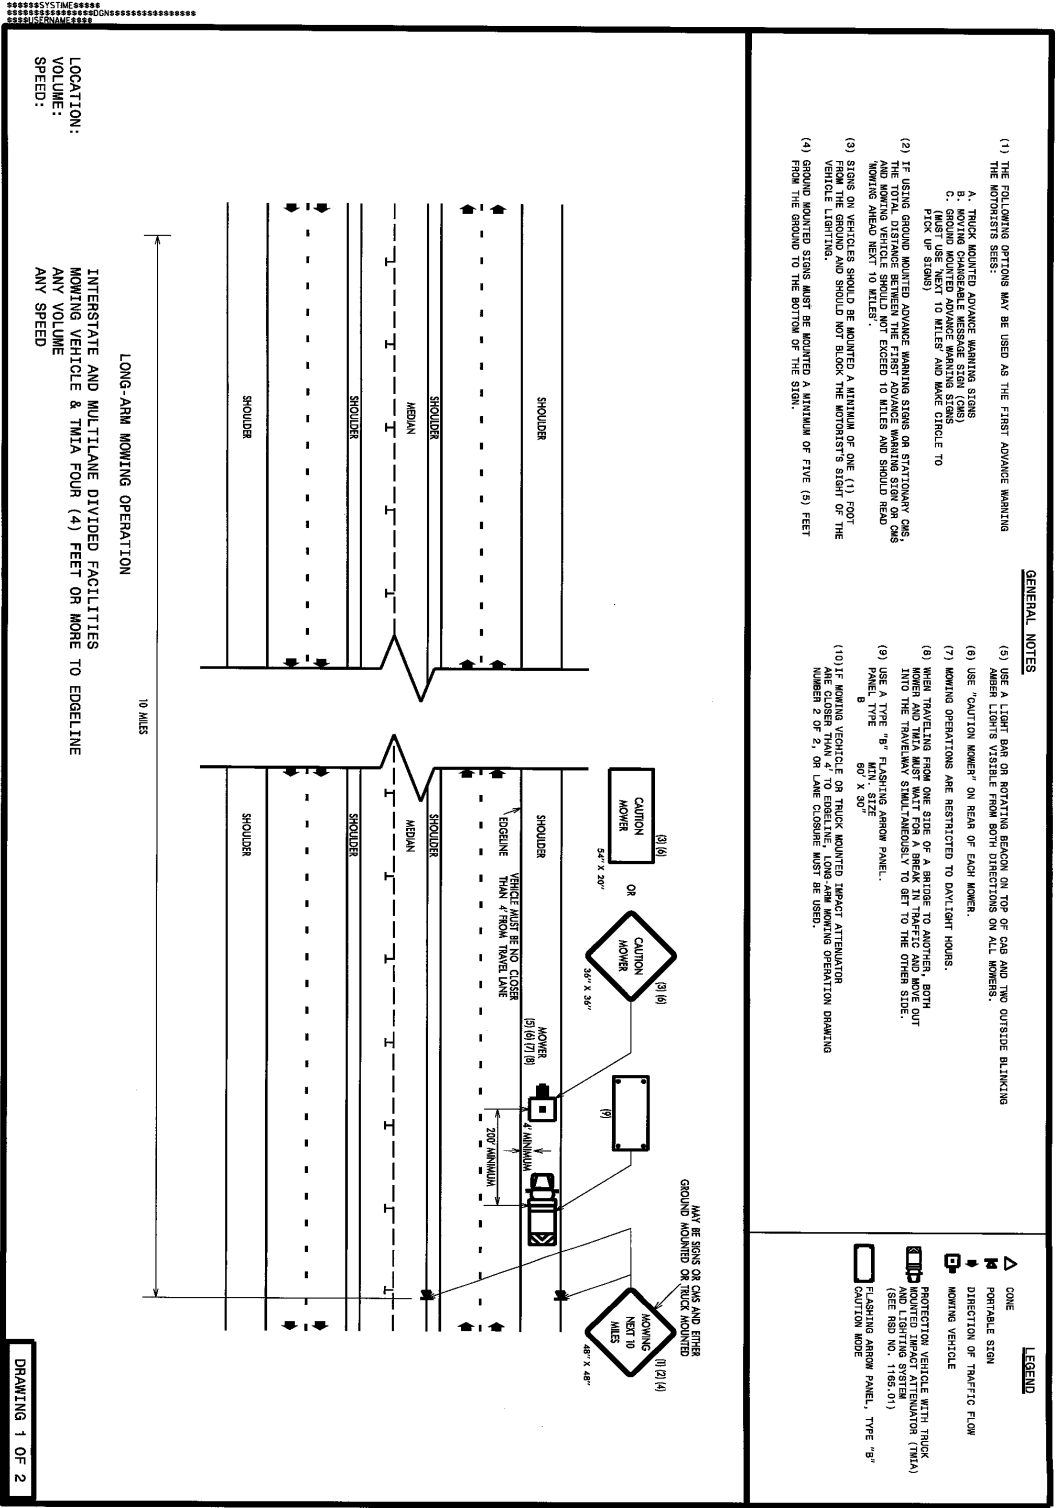 $$$$$$SYSTIME$$$$$
$$$$$$$$$$$$$$$$DGN$$$$$$$$$$$$$$$$
$$$$USERNAME$$$$
GENERAL NOTES
(1) THE FOLLOWING OPTIONS MAY BE USED AS THE FIRST ADVANCE WARNING
THE MOTORISTS SEES:
A. TRUCK MOUNTED ADVANCE WARNING SIGNS
B. MOVING CHANGEABLE MESSAGE SIGN (CMS)
C. GROUND MOUNTED ADVANCE WARNING SIGNS
(MUST USE 'NEXT 10 MILES' AND MAKE CIRCLE TO
PICK UP SIGNS)
(2) IF USING GROUND MOUNTED ADVANCE WARNING SIGNS OR STATIONARY CMS,
THE TOTAL DISTANCE BETWEEN THE FIRST ADVANCE WARNING SIGN OR CMS
AND MOWING VEHICLE SHOULD NOT EXCEED 10 MILES AND SHOULD READ
'MOWING AHEAD NEXT 10 MILES'.
(3) SIGNS ON VEHICLES SHOULD BE MOUNTED A MINIMUM OF ONE (1) FOOT
FROM THE GROUND AND SHOULD NOT BLOCK THE MOTORIST'S SIGHT OF THE
VEHICLE LIGHTING.
(4) GROUND MOUNTED SIGNS MUST BE MOUNTED A MINIMUM OF FIVE (5) FEET
FROM THE GROUND TO THE BOTTOM OF THE SIGN.
(5) USE A LIGHT BAR OR ROTATING BEACON ON TOP OF CAB AND TWO OUTSIDE BLINKING
AMBER LIGHTS VISIBLE FROM BOTH DIRECTIONS ON ALL MOWERS.
(6) USE "CAUTION MOWER" ON REAR OF EACH MOWER.
(7) MOWING OPERATIONS ARE RESTRICTED TO DAYLIGHT HOURS.
(8) WHEN TRAVELING FROM ONE SIDE OF A BRIDGE TO ANOTHER, BOTH
MOWER AND TMIA MUST WAIT FOR A BREAK IN TRAFFIC AND MOVE OUT
INTO THE TRAVELWAY SIMULTANEOUSLY TO GET TO THE OTHER SIDE.
(9) USE A TYPE "B" FLASHING ARROW PANEL.
PANEL TYPE MIN. SIZE
B 60' X 30"
(10)IF MOWING VECHICLE OR TRUCK MOUNTED IMPACT ATTENUATOR
ARE CLOSER THAN 4' TO EDGELINE, LONG-ARM MOWING OPERATION DRAWING
NUMBER 2 OF 2, OR LANE CLOSURE MUST BE USED.
LEGEND
CONE
PORTABLE SIGN
DIRECTION OF TRAFFIC FLOW
MOWING VEHICLE
PROTECTION VEHICLE WITH TRUCK
MOUNTED IMPACT ATTENUATOR (TMIA)
AND LIGHTING SYSTEM
(SEE RSD NO. 1165.01)
FLASHING ARROW PANEL, TYPE "B"
CAUTION MODE
MAY BE SIGNS OR CMS AND EITHER
GROUND MOUNTED OR TRUCK MOUNTED
(3) (6)
CAUTION
MOWER
54" X 20"
OR
(3) (6)
CAUTION
MOWER
36" X 36"
(9)
(1) (2) (4)
MOWING
NEXT 10
MILES
48" X 48"
SHOULDER
SHOULDER
MOWER
(5) (6) (7) (8)
4' MINIMUM
200' MINIMUM
EDGELINE
VEHICLE MUST BE NO CLOSER
THAN 4' FROM TRAVEL LANE
SHOULDER
SHOULDER
MEDIAN
MEDIAN
SHOULDER
SHOULDER
SHOULDER
SHOULDER
10 MILES
LONG-ARM MOWING OPERATION
INTERSTATE AND MULTILANE DIVIDED FACILITIES
MOWING VEHICLE & TMIA FOUR (4) FEET OR MORE TO EDGELINE
ANY VOLUME
ANY SPEED
LOCATION:
VOLUME:
SPEED:
DRAWING 1 OF 2